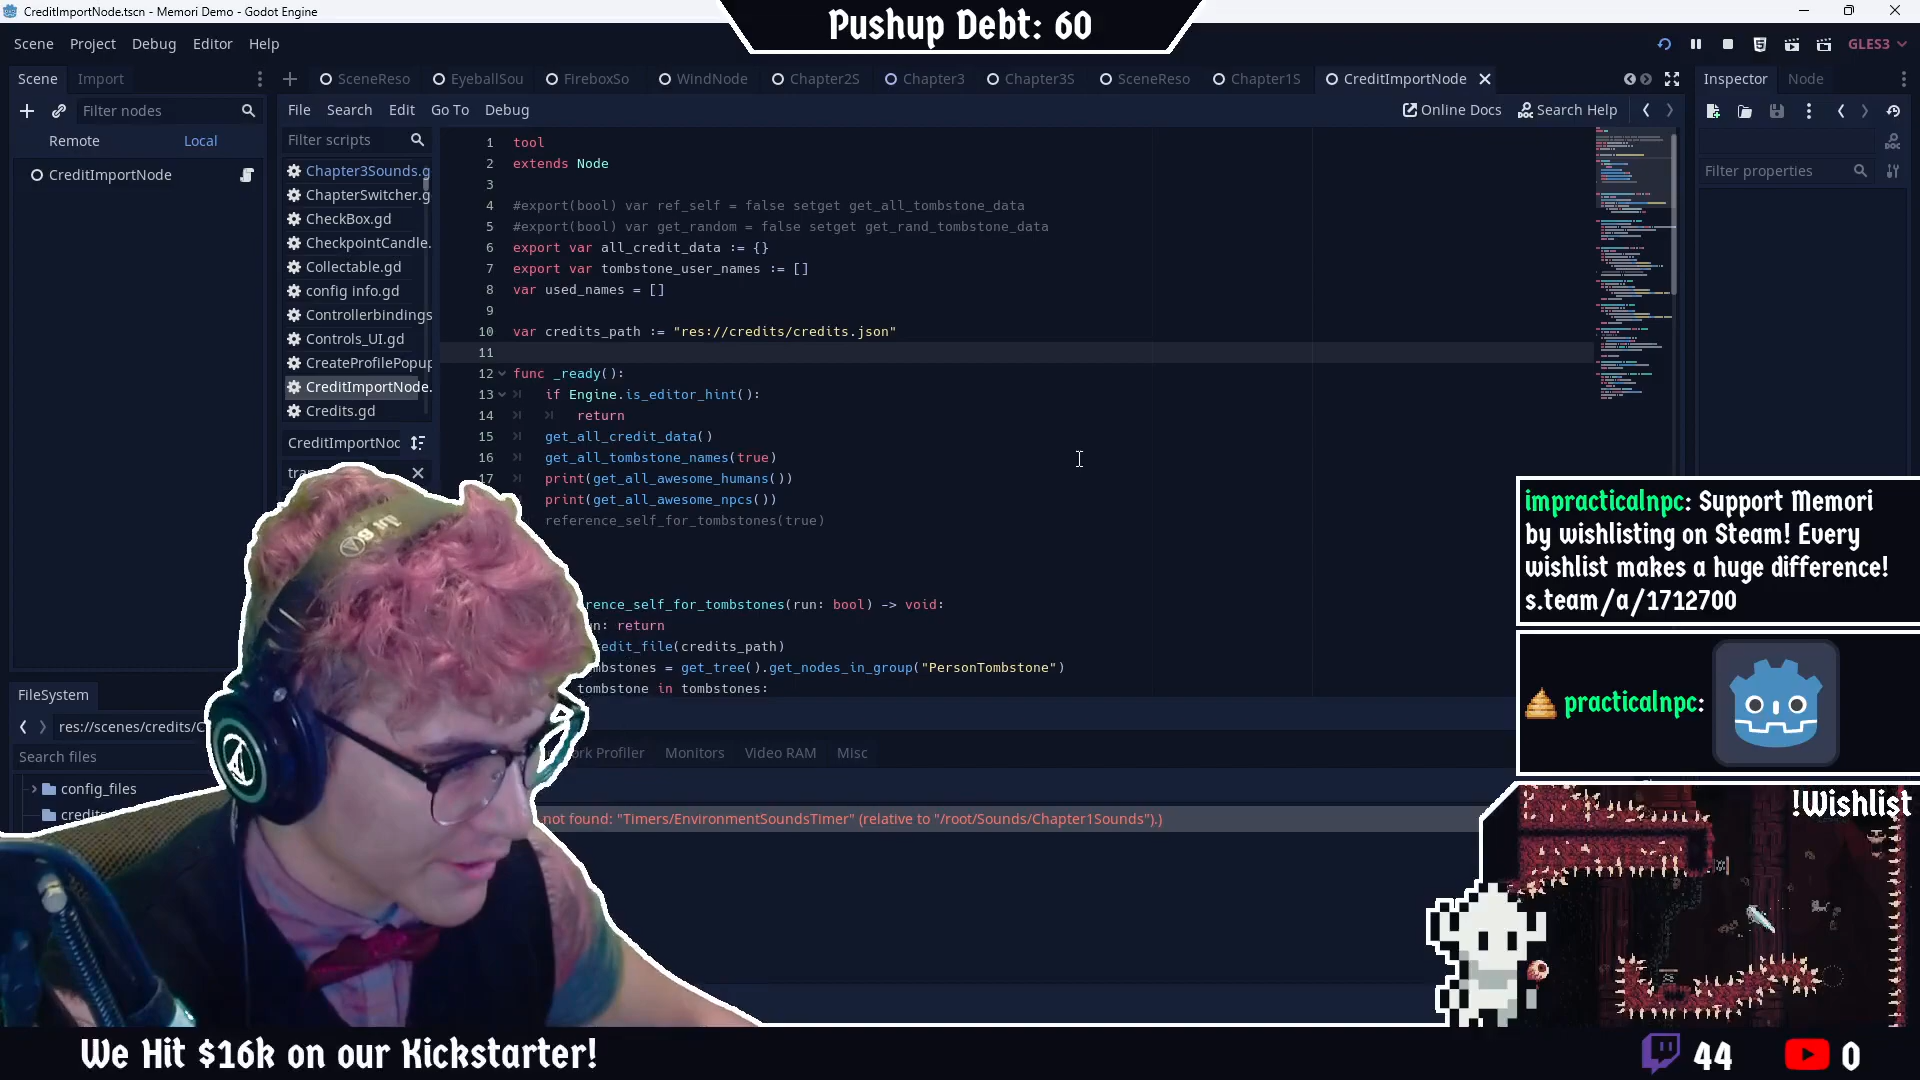 CreditImportNode.tscn - Memori Demo - Godot Engine
Pushup Debt: 60
Scene Project Debug Editor Help
GLES3
Scene Import
SceneReso EyeballSou FireboxSo WindNode Chapter2S Chapter3 Chapter3S SceneReso Chapter1S CreditImportNode
Inspector Node
Filter nodes
File Search Edit Go To Debug
Online Docs Search Help
Remote Local
Filter scripts
Filter properties
CreditImportNode
Chapter3Sounds.g
ChapterSwitcher.g
CheckBox.gd
CheckpointCandle.
Collectable.gd
config info.gd
Controllerbindings
Controls_UI.gd
CreateProfilePopup
CreditImportNode.
Credits.gd
CreditImportNod
tra
1 tool
2 extends Node
3
4 #export(bool) var ref_self = false setget get_all_tombstone_data
5 #export(bool) var get_random = false setget get_rand_tombstone_data
6 export var all_credit_data := {}
7 export var tombstone_user_names := []
8 var used_names = []
9
10 var credits_path := "res://credits/credits.json"
11
12 func _ready():
13 if Engine.is_editor_hint():
14 return
15 get_all_credit_data()
16 get_all_tombstone_names(true)
17 print(get_all_awesome_humans())
print(get_all_awesome_npcs())
reference_self_for_tombstones(true)
rence_self_for_tombstones(run: bool) -> void:
n: return
edit_file(credits_path)
mbstones = get_tree().get_nodes_in_group("PersonTombstone")
tombstone in tombstones:
FileSystem
res://scenes/credits/C
Search files
config_files
credits
rk Profiler Monitors Video RAM Misc
not found: "Timers/EnvironmentSoundsTimer" (relative to "/root/Sounds/Chapter1Sounds").)
impracticalnpc: Support Memori
by wishlisting on Steam! Every
wishlist makes a huge difference!
s.team/a/1712700
practicalnpc:
!Wishlist
We Hit $16k on our Kickstarter!
44
0